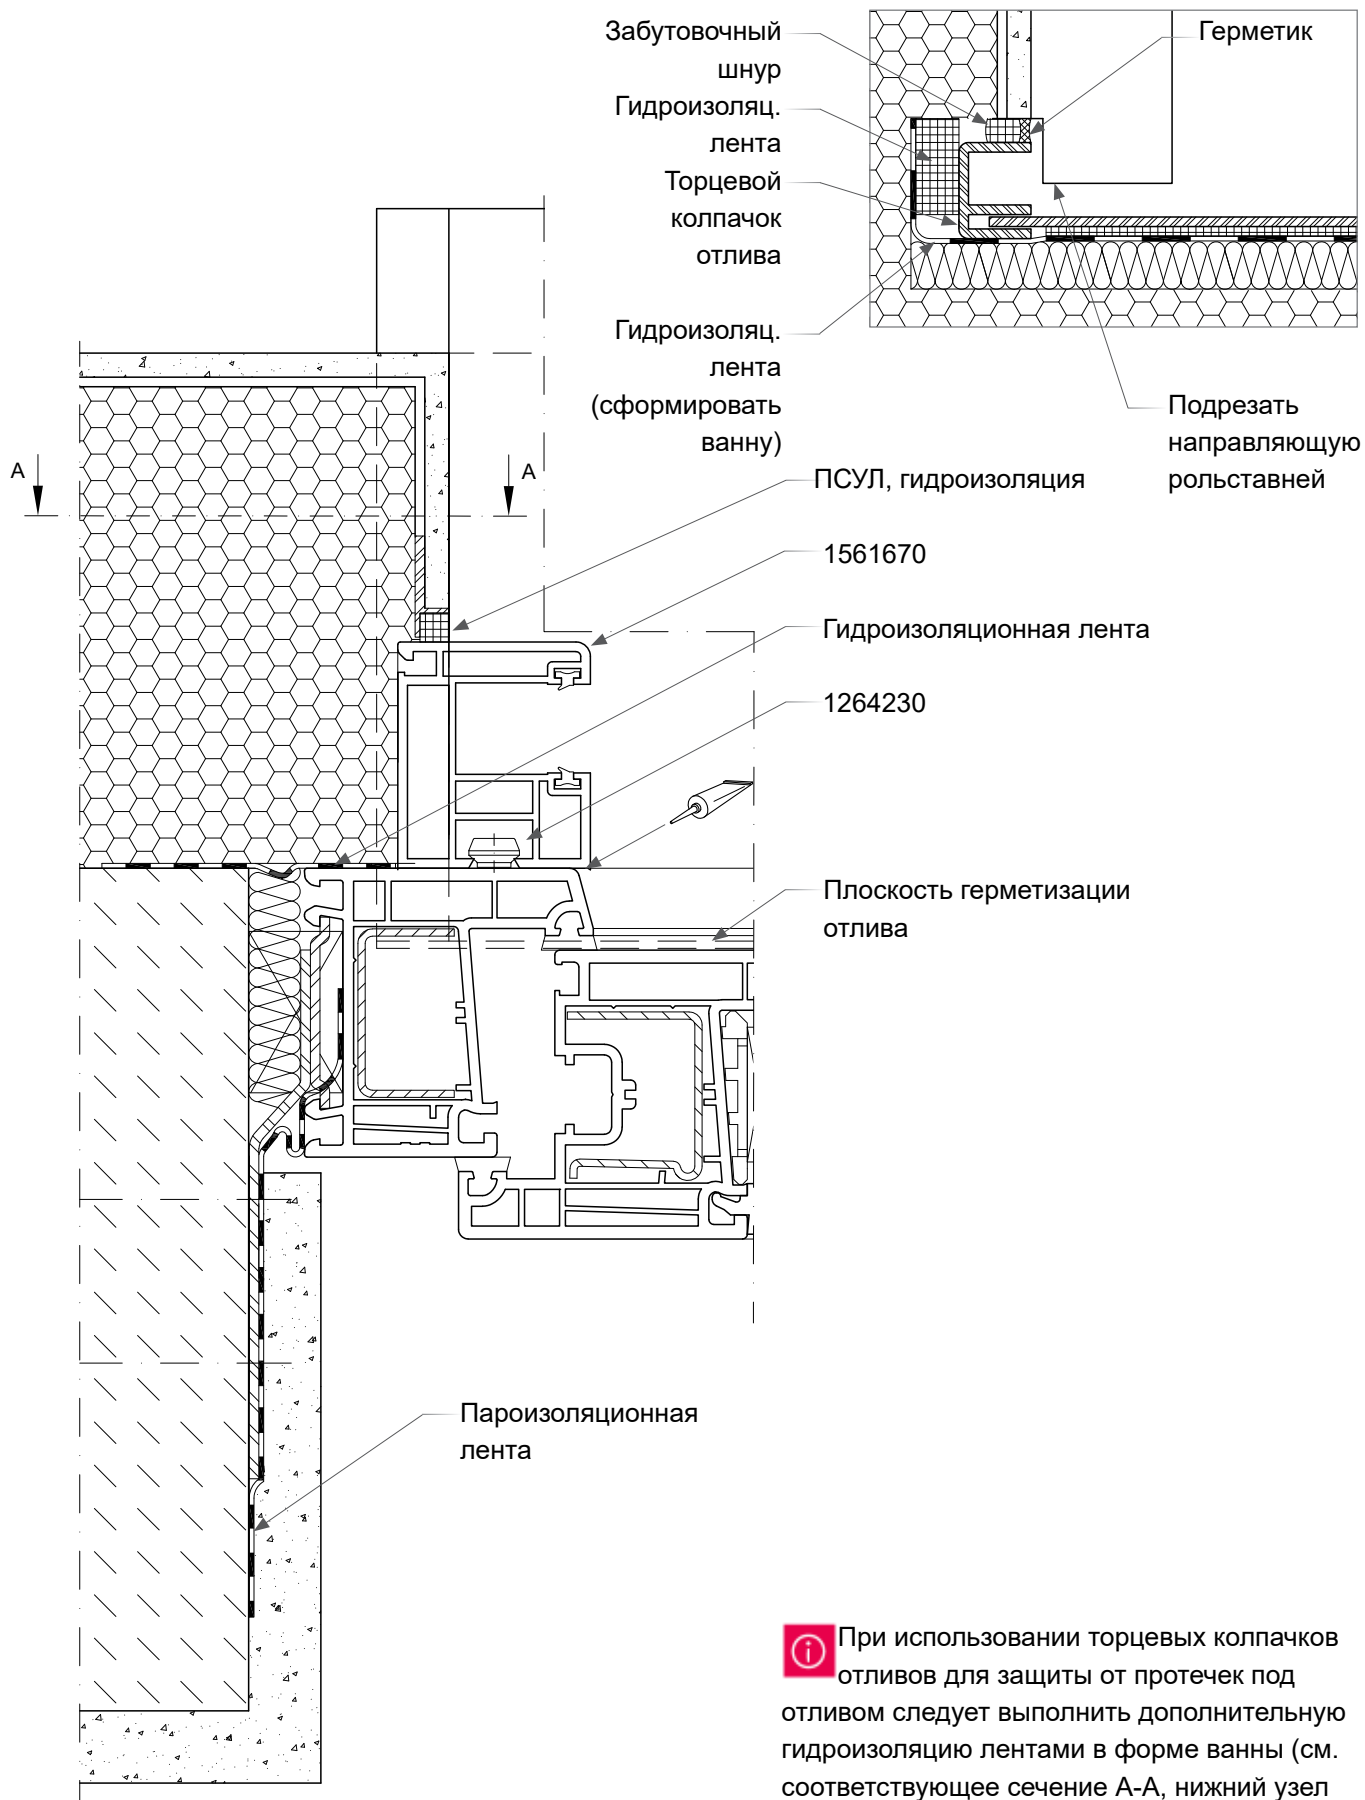 Забутовочный
шнур
Гидроизоляц.
лента
Торцевой
колпачок
отлива
Гидроизоляц.
лента
(сформировать
ванну)
Герметик
Подрезать
направляющую
рольставней
A
A
ПСУЛ, гидроизоляция
1561670
Гидроизоляционная лента
1264230
Плоскость герметизации
отлива
Пароизоляционная
лента
При использовании торцевых колпачков
отливов для защиты от протечек под
отливом следует выполнить дополнительную
гидроизоляцию лентами в форме ванны (см.
соответствующее сечение А-А, нижний узел